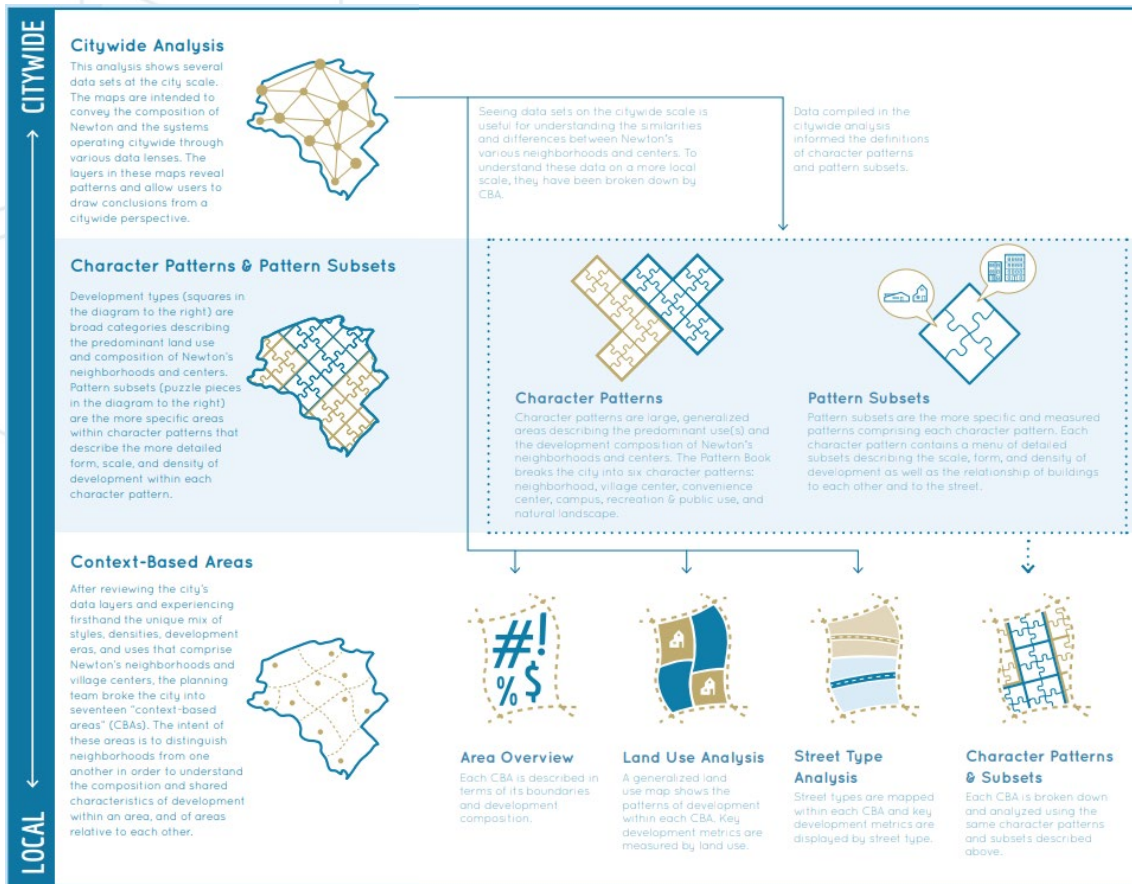 CITYWIDE
LOCAL
Citywide Analysis
This analysis shows several
data sets at the city scale.
The maps are intended to
convey the composition of
Newton and the systems
operating citywide through
various data lenses. The
layers in these maps reveal
patterns and allow users to
draw conclusions from a
citywide perspective.
Seeing data sets on the citywide scale is
useful for understanding the similarities
and differences between Newton's
various neighborhoods and centers. To
understand these data on a more local
scale, they have been broken down by
CBA.
Data compiled in the
citywide analysis
informed the definitions
of character patterns
and pattern subsets.
Character Patterns & Pattern Subsets
Development types (squares in
the diagram to the right) are
broad categories describing
the predominant land use
and composition of Newton's
neighborhoods and centers.
Pattern subsets (puzzle pieces
in the diagram to the right)
are the more specific areas
within character patterns that
describe the more detailed
form, scale, and density of
development within each
character pattern.
Character Patterns
Character patterns are large, generalized
areas describing the predominant use(s) and
the development composition of Newton's
neighborhoods and centers. The Pattern Book
breaks the city into six character patterns:
neighborhood, village center, convenience
center, campus, recreation & public use, and
natural landscape.
Pattern Subsets
Pattern subsets are the more specific and measured
patterns comprising each character pattern. Each
character pattern contains a menu of detailed
subsets describing the scale, form, and density of
development as well as the relationship of buildings
to each other and to the street.
Context-Based Areas
After reviewing the city's
data layers and experiencing
firsthand the unique mix of
styles, densities, development
eras, and uses that comprise
Newton's neighborhoods and
village centers, the planning
team broke the city into
seventeen "context-based
areas" (CBAs). The intent of
these areas is to distinguish
neighborhoods from one
another in order to understand
the composition and shared
characteristics of development
within an area, and of areas
relative to each other.
#!
%$
Area Overview
Each CBA is described in
terms of its boundaries
and development
composition.
Land Use Analysis
A generalized land
use map shows the
patterns of development
within each CBA. Key
development metrics are
measured by land use.
Street Type
Analysis
Street types are mapped
within each CBA and key
development metrics are
displayed by street type.
Character Patterns
& Subsets
Each CBA is broken down
and analyzed using the
same character patterns
and subsets described
above.